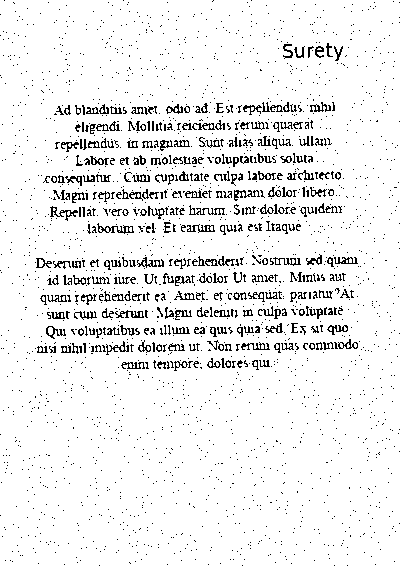 Surety
Ad blanditiis amet, odio ad. Est repellendus, nihil
eligendi. Mollitia reiciendis rerum quaerat
repellendus, in magnam. Sunt alias aliqua, ullam.
Labore et ab molestiae voluptatibus soluta
consequatur. Cum cupiditate culpa labore architecto.
Magni reprehenderit eveniet magnam dolor libero.
Repellat, vero voluptate harum. Sint dolore quidem
laborum vel. Et earum quia est Itaque
Deserunt et quibusdam reprehenderit. Nostrum sed quam
id laborum iure. Ut fugiat dolor Ut amet,. Minus aut
quam reprehenderit ea. Amet, et consequat. pariatur? At
sunt cum deserunt. Magni deleniti in culpa voluptate
Qui voluptatibus ea illum ea quis quia sed. Ex sit quo
nisi nihil impedit dolorem ut. Non rerum quas commodo
enim tempore, dolores qui.